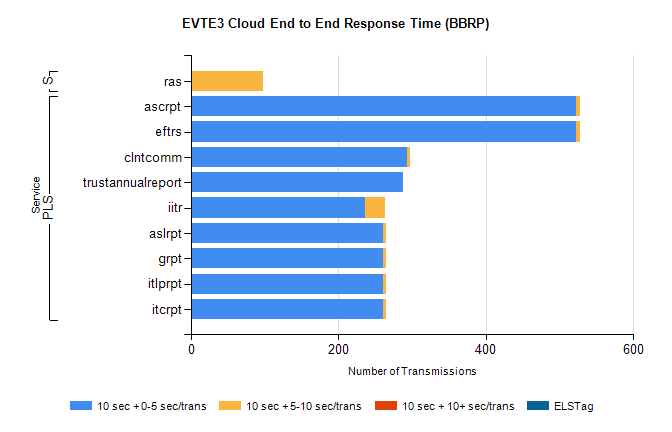 EVTE3 Cloud End to End Response Time (BBRP)
S
ras
ascrpt
eftrs
clntcomm
trustannualreport
Service
PLS
iitr
aslrpt
grpt
itlprpt
itcrpt
0 200 400 600
Number of Transmissions
10 sec +0-5 sec/trans 10 sec +5-10 sec/trans 10 sec + 10+ sec/trans ELSTag